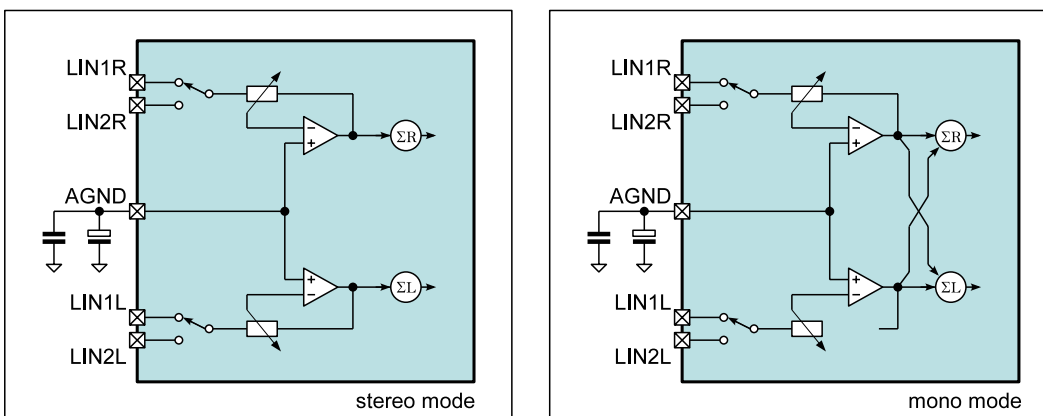 LIN1R
LIN2R
−
+
ΣR
AGND
+
−
ΣL
LIN1L
LIN2L
stereo mode
LIN1R
LIN2R
−
+
ΣR
AGND
+
−
ΣL
LIN1L
LIN2L
mono mode